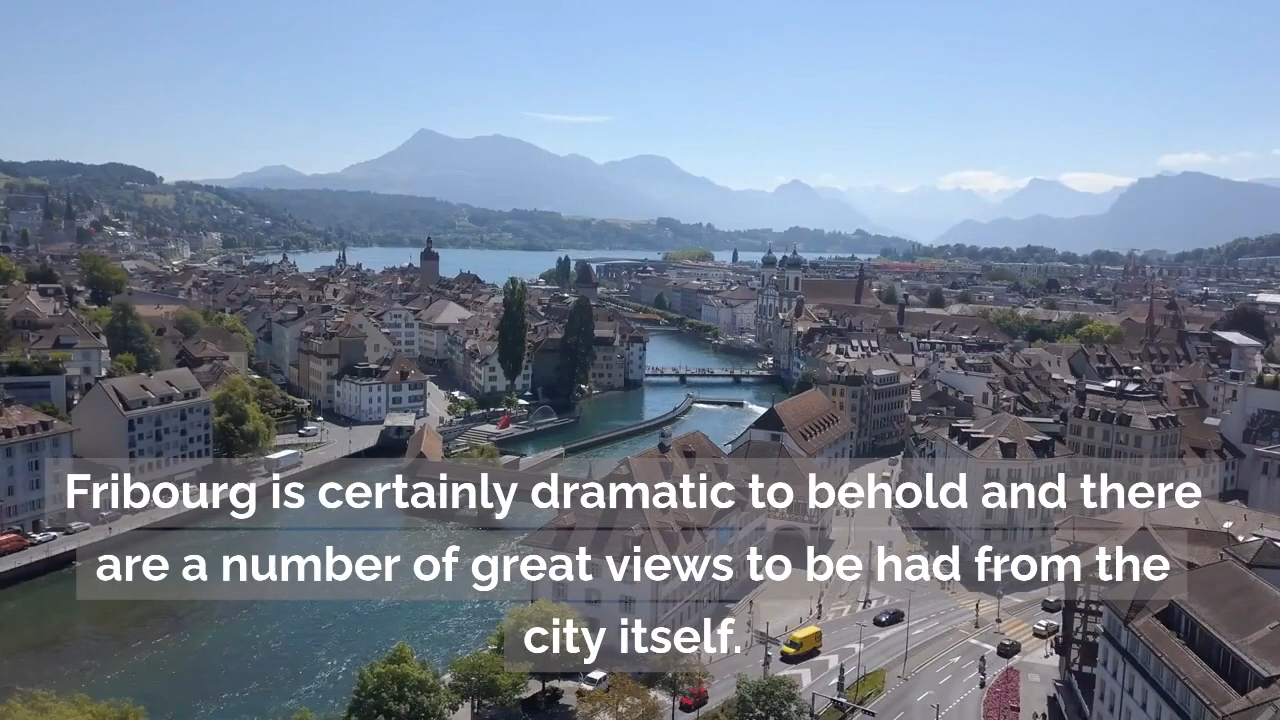 Fribourg is certainly dramatic to behold and there
are a number of great views to be had from the
city itself.